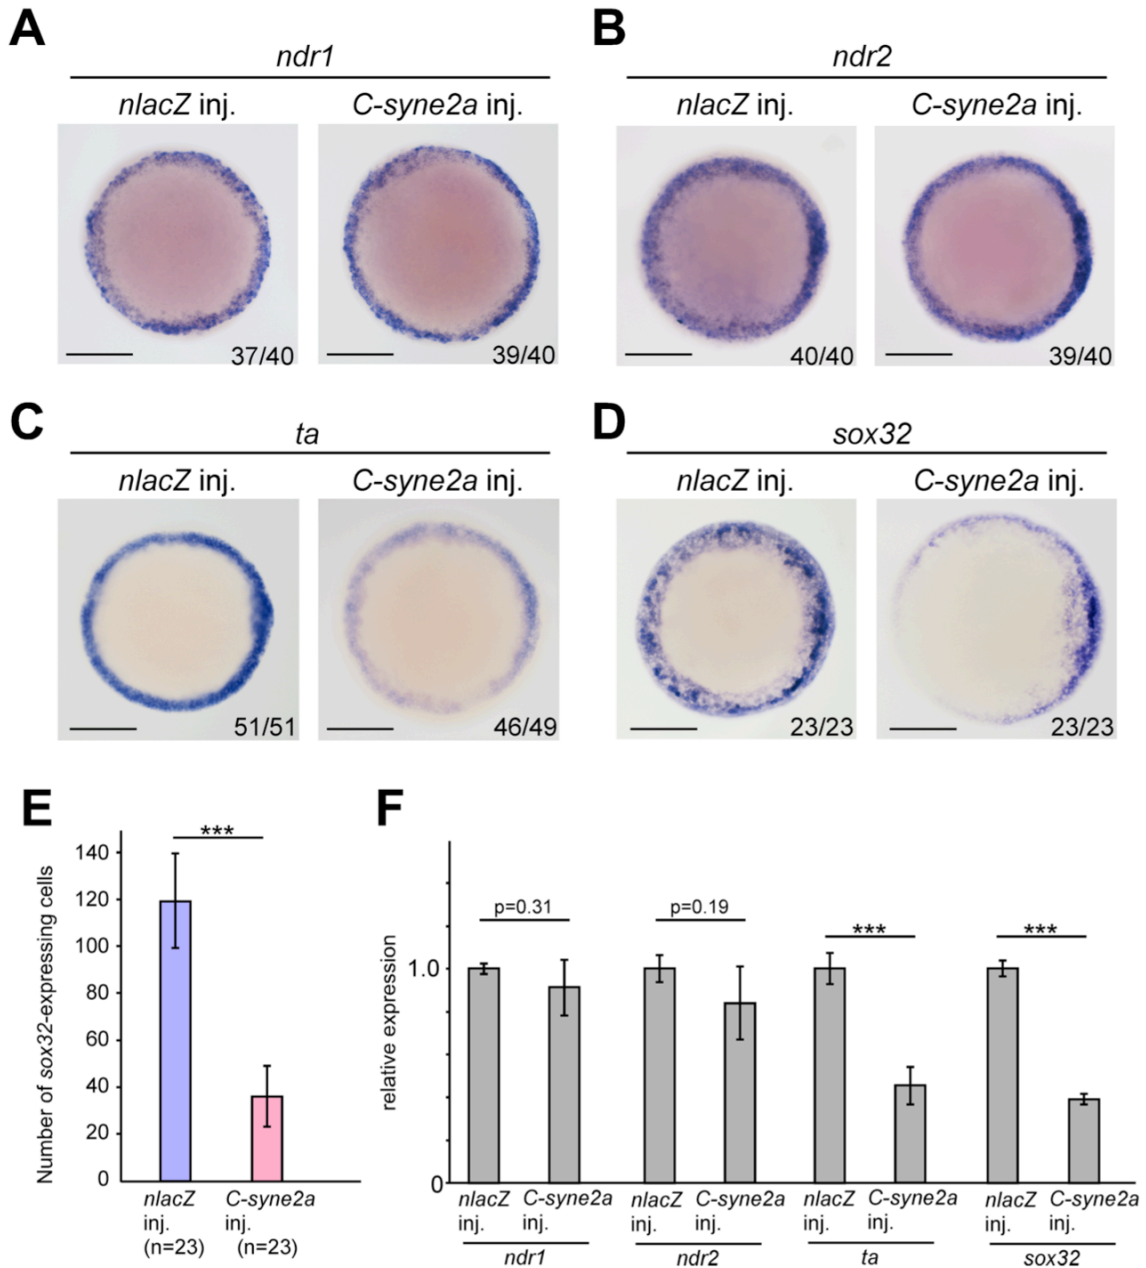 A
ndr1
nlacZ inj.
C-syne2a inj.
37/40
39/40
B
ndr2
nlacZ inj.
C-syne2a inj.
40/40
39/40
C
ta
nlacZ inj.
C-syne2a inj.
51/51
46/49
D
sox32
nlacZ inj.
C-syne2a inj.
23/23
23/23
E
Number of sox32-expressing cells
140
120
100
80
60
40
20
0
***
nlacZ
inj.
(n=23)
C-syne2a
inj.
(n=23)
F
relative expression
1.0
0
p=0.31
p=0.19
***
***
nlacZ
inj.
C-syne2a
inj.
ndr1
nlacZ
inj.
C-syne2a
inj.
ndr2
nlacZ
inj.
C-syne2a
inj.
ta
nlacZ
inj.
C-syne2a
inj.
sox32